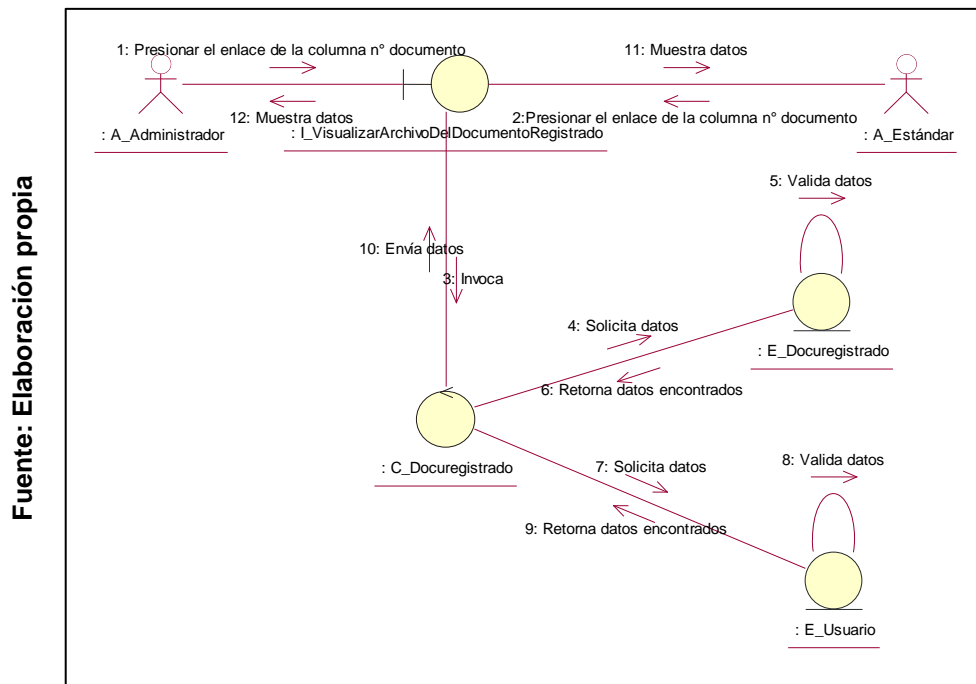 Fuente: Elaboración propia
1: Presionar el enlace de la columna n° documento
11: Muestra datos
12: Muestra datos
2:Presionar el enlace de la columna n° documento
: A_Administrador
: I_VisualizarArchivoDelDocumentoRegistrado
: A_Estándar
5: Valida datos
10: Envía datos
3: Invoca
4: Solicita datos
: E_Docuregistrado
6: Retorna datos encontrados
: C_Docuregistrado
7: Solicita datos
8: Valida datos
9: Retorna datos encontrados
: E_Usuario